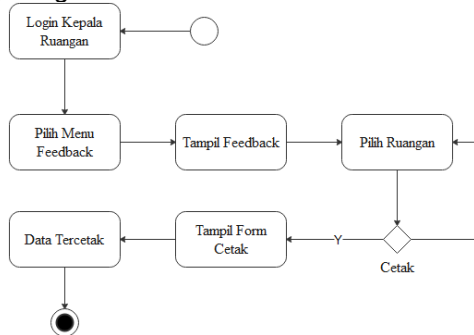 Login Kepala
Ruangan
Pilih Menu
Feedback
Tampil Feedback
Pilih Ruangan
Data Tercetak
Tampil Form
Cetak
Y
Cetak